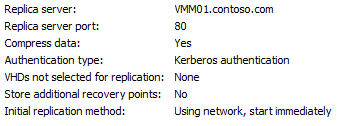 Replica server: VMM01.contoso.com
Replica server port: 80
Compress data: Yes
Authentication type: Kerberos authentication
VHDs not selected for replication: None
Store additional recovery points: No
Initial replication method: Using network, start immediately